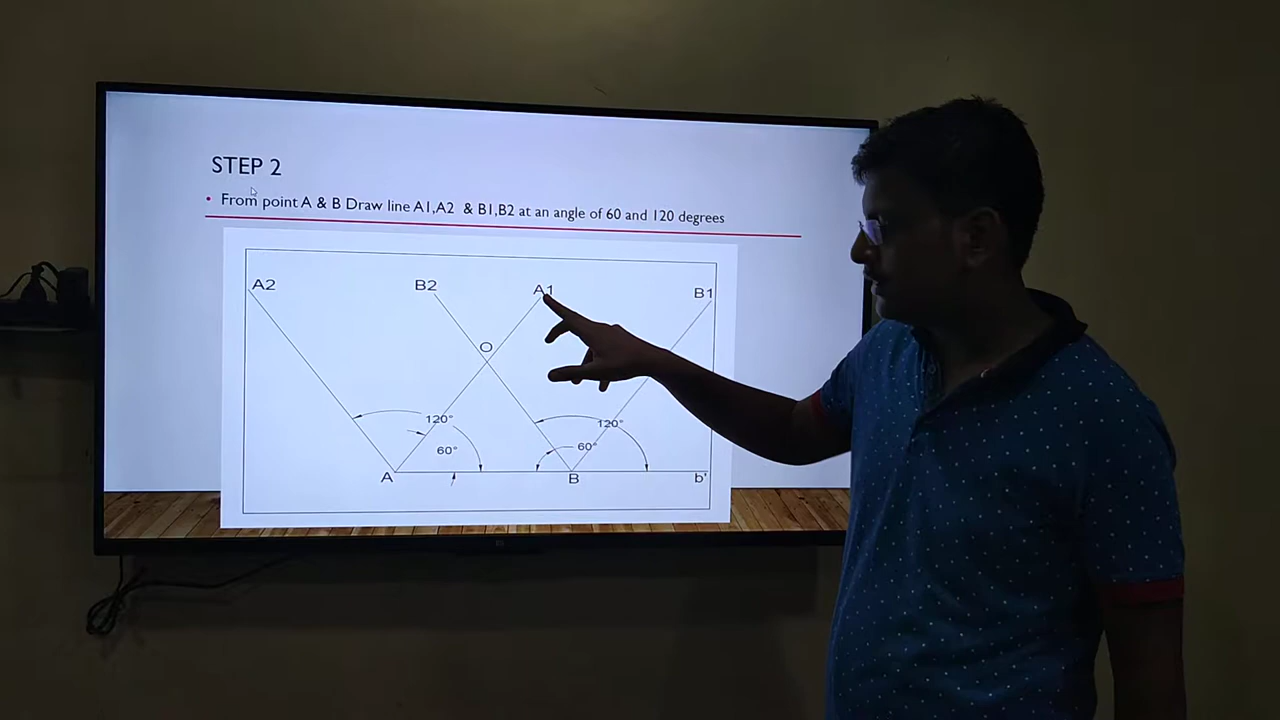 STEP 2
• From point A & B Draw line A1,A2 & B1,B2 at an angle of 60 and 120 degrees
A2
B2
A1
B1
O
120°
120°
60°
60°
A
B
b'